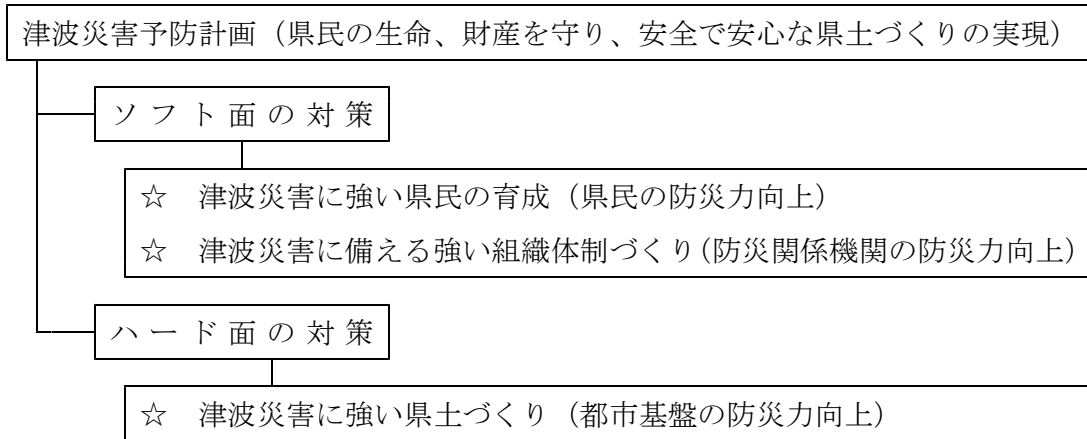 津波災害予防計画（県民の生命、財産を守り、安全で安心な県土づくりの実現）
ソフト面の対策
☆　津波災害に強い県民の育成（県民の防災力向上）
☆　津波災害に備える強い組織体制づくり（防災関係機関の防災力向上）
ハード面の対策
☆　津波災害に強い県土づくり（都市基盤の防災力向上）